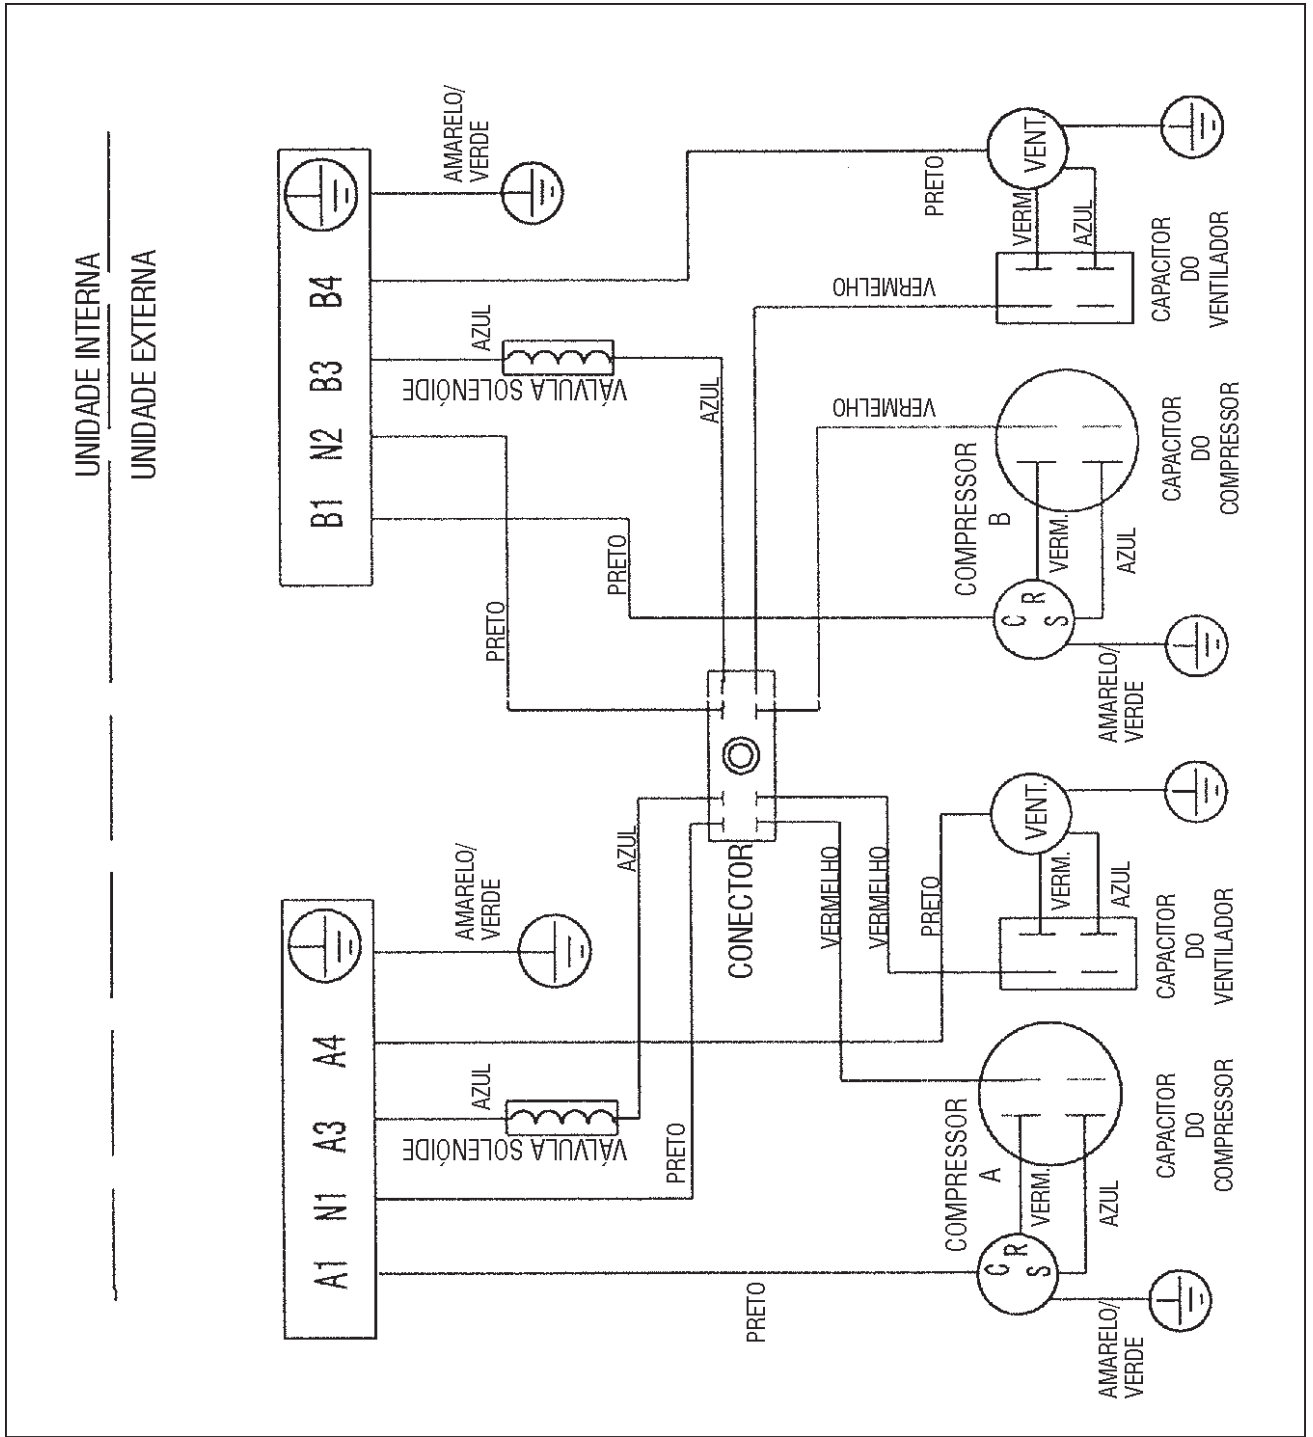 UNIDADE INTERNA
UNIDADE EXTERNA
A1 N1 A3 A4
B1 N2 B3 B4
AMARELO/
VERDE
AMARELO/
VERDE
AZUL
VÁLVULA SOLENÓIDE
AZUL
VÁLVULA SOLENÓIDE
PRETO
AZUL
PRETO
PRETO
AZUL
PRETO
CONECTOR
VERMELHO
VERMELHO
PRETO
VERMELHO
VERMELHO
PRETO
COMPRESSOR
A
C
R
S
VERM.
AZUL
AMARELO/
VERDE
CAPACITOR
DO
COMPRESSOR
VENT.
VERM.
AZUL
CAPACITOR
DO
VENTILADOR
COMPRESSOR
B
C
R
S
VERM.
AZUL
AMARELO/
VERDE
CAPACITOR
DO
COMPRESSOR
VENT.
VERM.
AZUL
CAPACITOR
DO
VENTILADOR